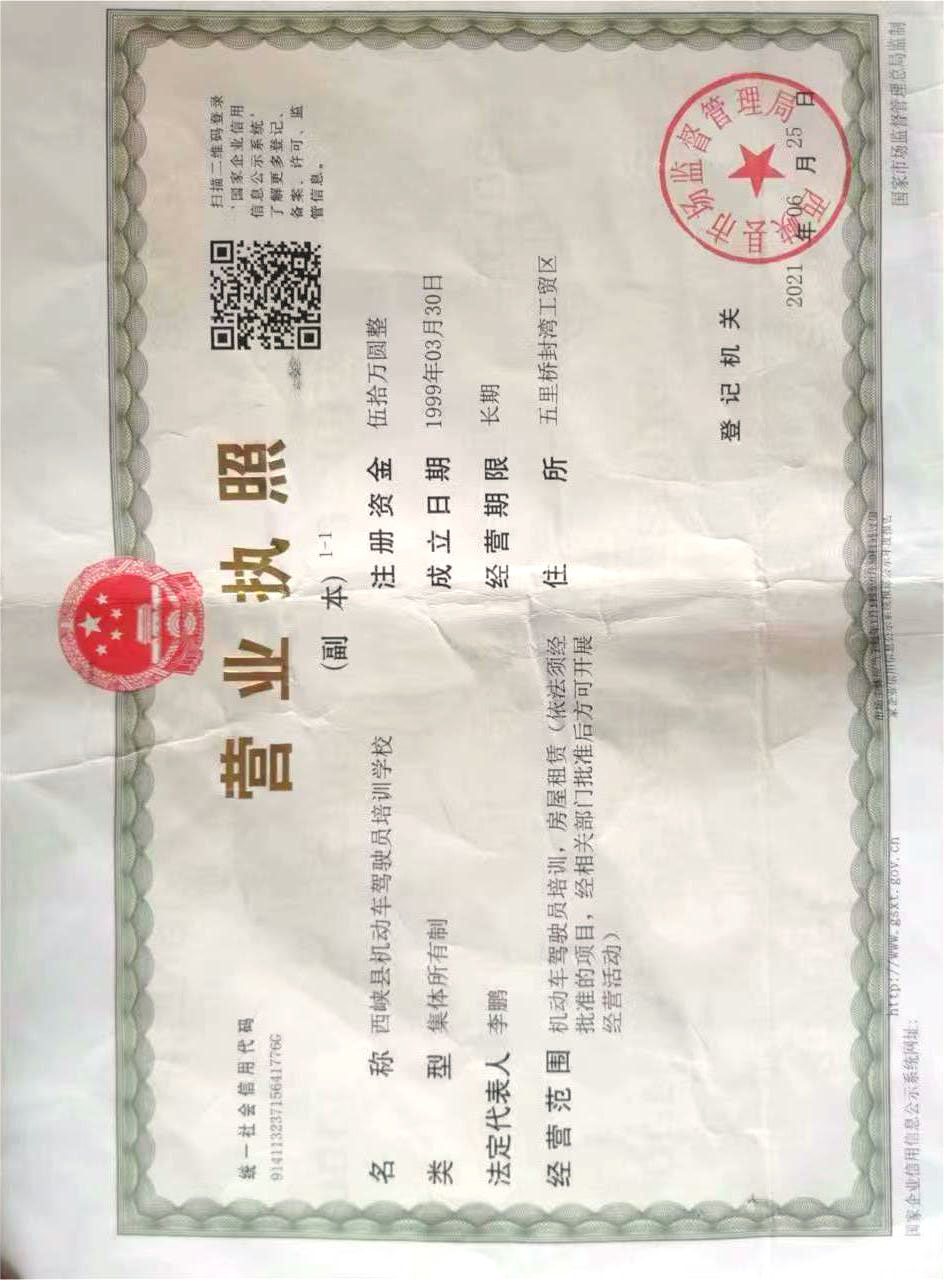 营业执照
(副 本) 1-1
统一社会信用代码
91411323715641776G
扫描二维码登录
‘国家企业信用
信息公示系统’
了解更多登记、
备案、许可、监
管信息。
名 称 西峡县机动车驾驶员培训学校
类 型 集体所有制
法定代表人 李鹏
经营范围 机动车驾驶员培训，房屋租赁（依法须经
批准的项目，经相关部门批准后方可开展
经营活动）
注册资金 伍拾万圆整
成立日期 1999年03月30日
经营期限 长期
住 所 五里桥封湾工贸区
登记机关
西峡县市场监督管理局
2021 年 06 月 25 日
国家企业信用信息公示系统网址：
http://www.gsxt.gov.cn
国家市场监督管理总局监制